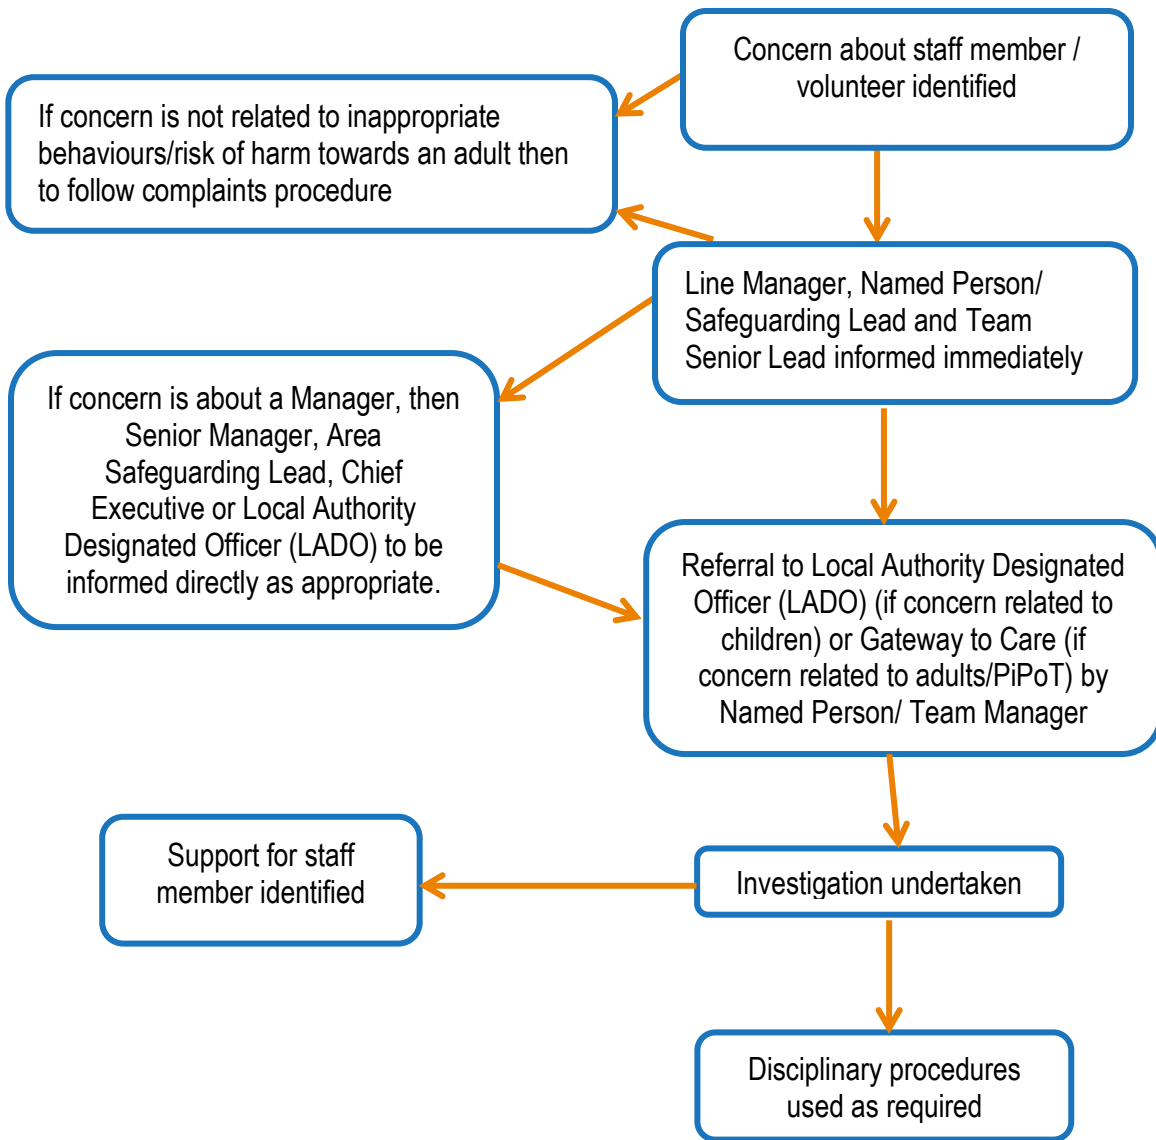 Concern about staff member /
volunteer identified
If concern is not related to inappropriate
behaviours/risk of harm towards an adult then
to follow complaints procedure
Line Manager, Named Person/
Safeguarding Lead and Team
Senior Lead informed immediately
If concern is about a Manager, then
Senior Manager, Area
Safeguarding Lead, Chief
Executive or Local Authority
Designated Officer (LADO) to be
informed directly as appropriate.
Referral to Local Authority Designated
Officer (LADO) (if concern related to
children) or Gateway to Care (if
concern related to adults/PiPoT) by
Named Person/ Team Manager
Support for staff
member identified
Investigation undertaken
Disciplinary procedures
used as required